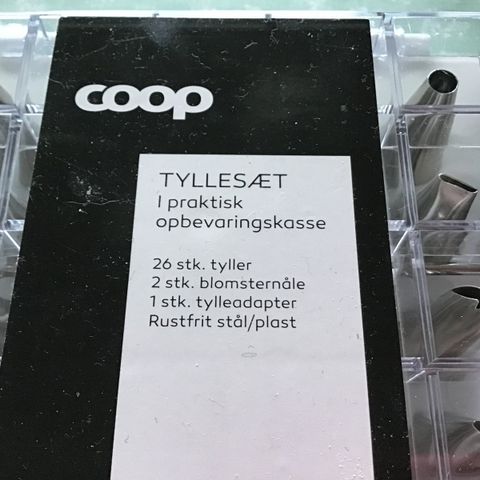 coop
TYLLESÆT
I praktisk
opbevaringskasse
26 stk. tyller
2 stk. blomsternåle
1 stk. tylleadapter
Rustfrit stål/plast